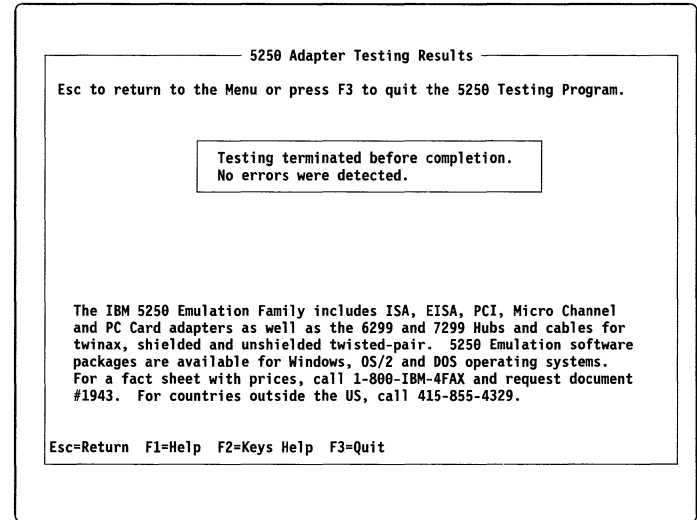 5250 Adapter Testing Results
Esc to return to the Menu or press F3 to quit the 5250 Testing Program.
Testing terminated before completion.
No errors were detected.
The IBM 5250 Emulation Family includes ISA, EISA, PCI, Micro Channel
and PC Card adapters as well as the 6299 and 7299 Hubs and cables for
twinax, shielded and unshielded twisted-pair.  5250 Emulation software
packages are available for Windows, OS/2 and DOS operating systems.
For a fact sheet with prices, call 1-800-IBM-4FAX and request document
#1943.  For countries outside the US, call 415-855-4329.
Esc=Return  F1=Help  F2=Keys Help  F3=Quit